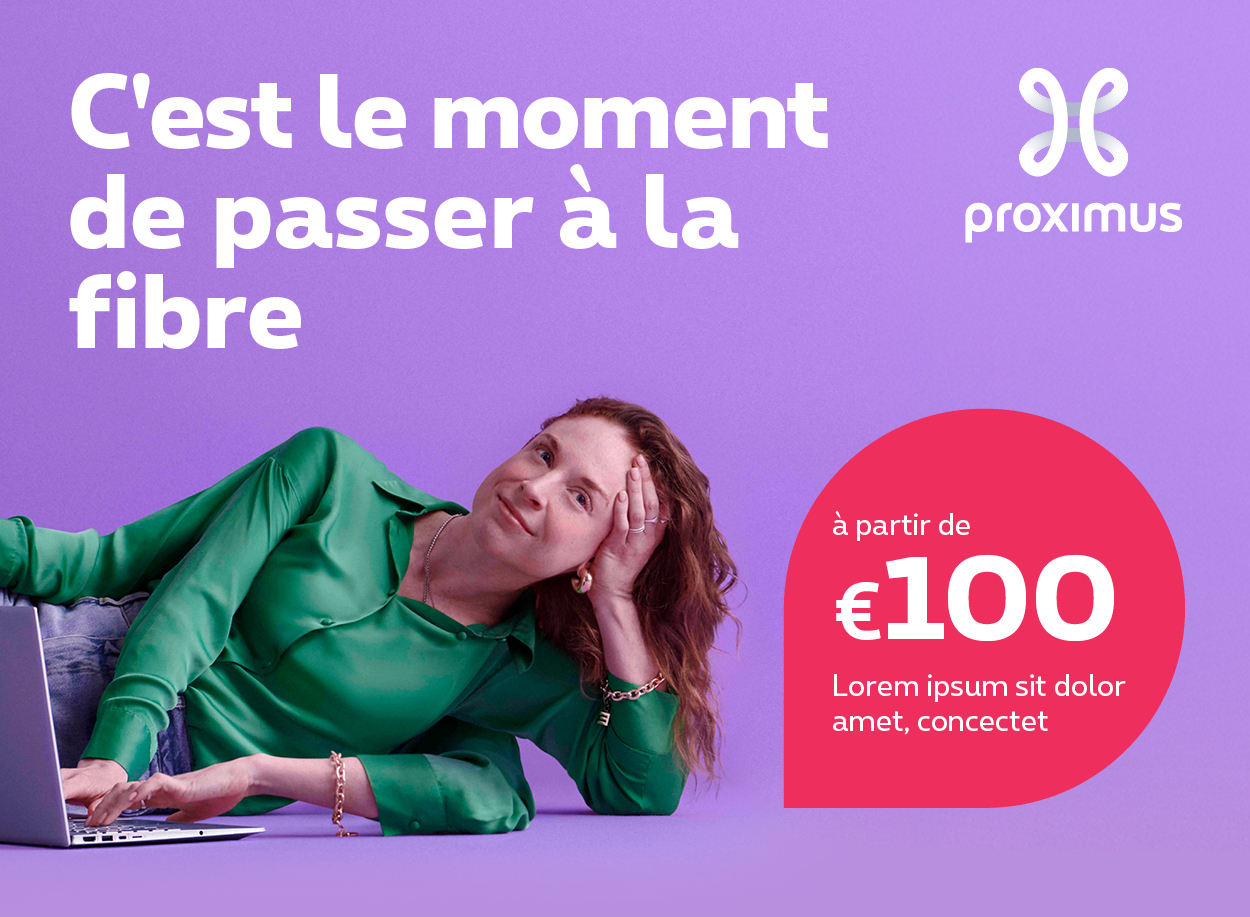 C'est le moment
de passer à la
fibre
proximus
à partir de
€100
Lorem ipsum sit dolor
amet, concectet